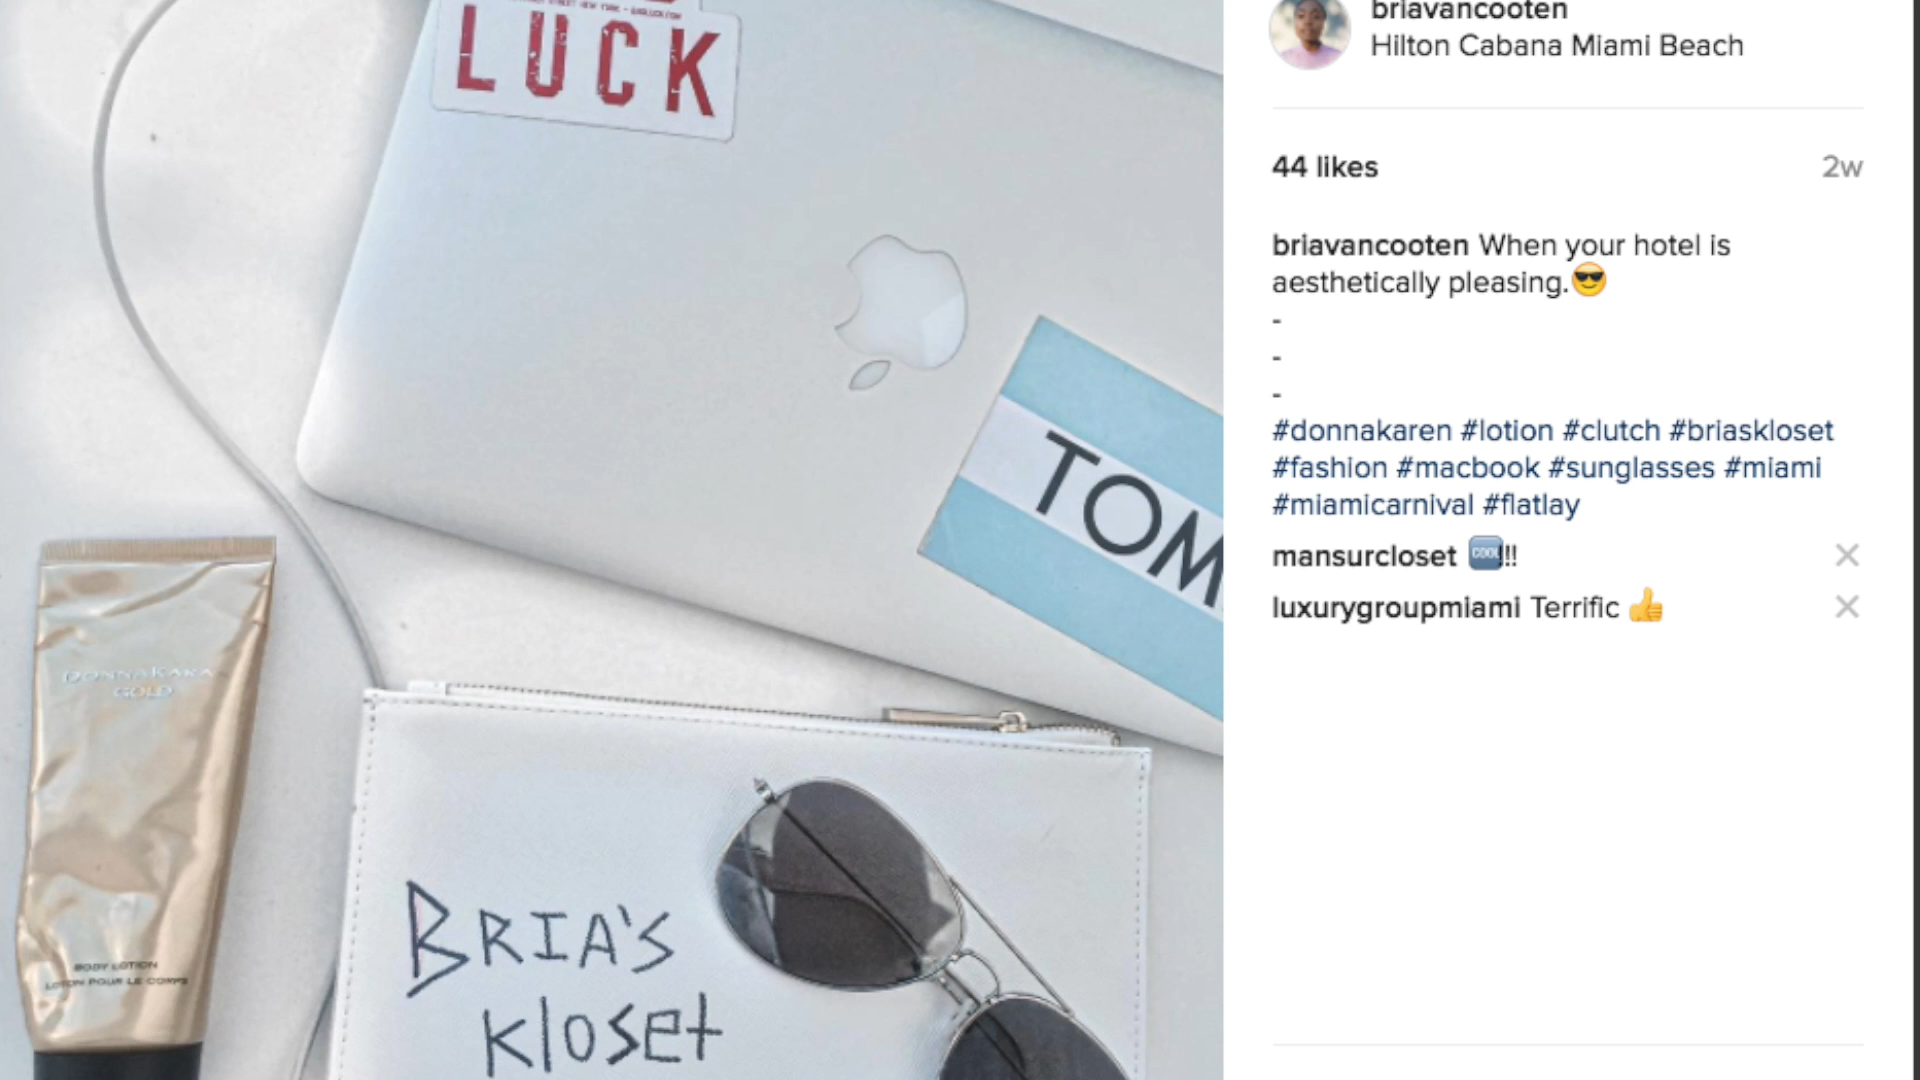 LUCK
TOM
DONNAKARA
GOLD
BODY LOTION
LOTION POUR LE CORPS
BRIA'S
Kloset
briavancooten
Hilton Cabana Miami Beach
44 likes
2w
briavancooten When your hotel is
aesthetically pleasing.😎
-
-
-
#donnakaren #lotion #clutch #briaskloset
#fashion #macbook #sunglasses #miami
#miamicarnival #flatlay
mansurcloset 🆒!!!
luxurygroupmiami Terrific 👍